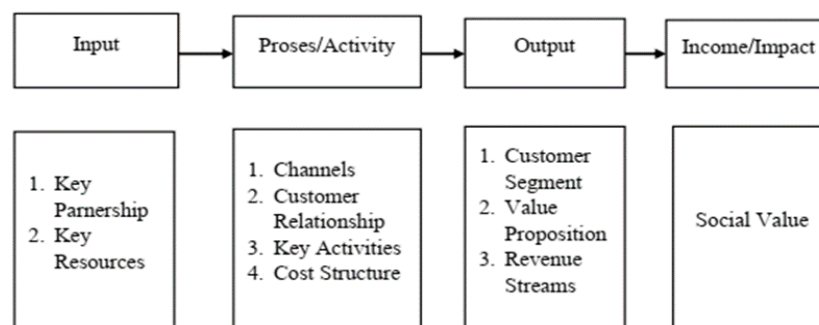 Input
Proses/Activity
Output
Income/Impact
1. Key
Parnership
2. Key
Resources
1. Channels
2. Customer
Relationship
3. Key Activities
4. Cost Structure
1. Customer
Segment
2. Value
Proposition
3. Revenue
Streams
Social Value